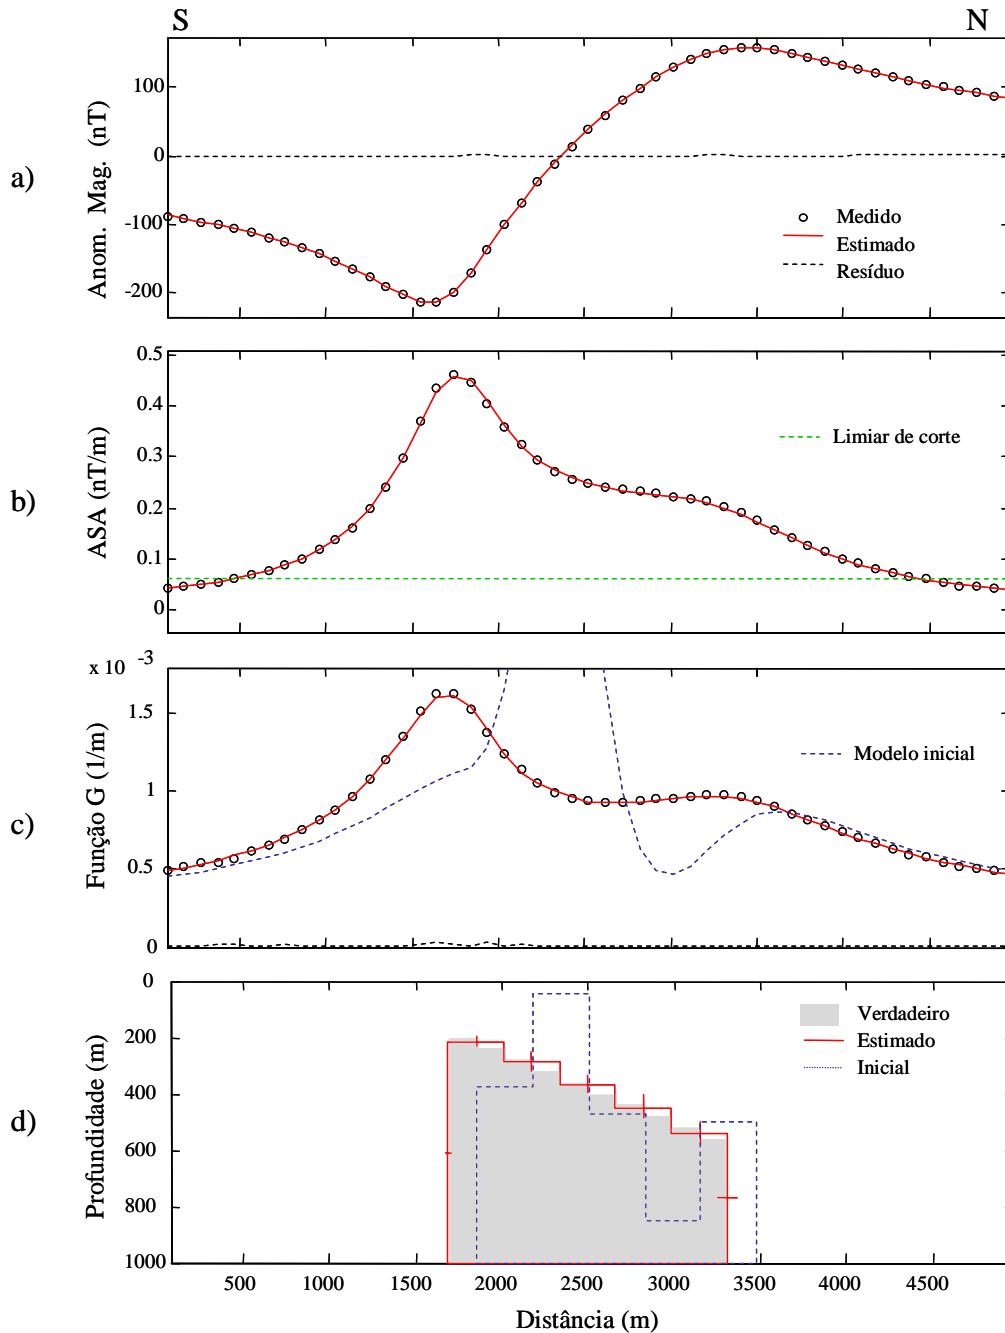 S N
100
0
-100
-200
Anom. Mag. (nT)
a)
Medido
Estimado
Resíduo
0.5
0.4
0.3
0.2
0.1
0
ASA (nT/m)
b)
Limiar de corte
x 10 -3
1.5
1
0.5
0
Função G (1/m)
c)
Modelo inicial
0
200
400
600
800
1000
Profundidade (m)
d)
Verdadeiro
Estimado
Inicial
500 1000 1500 2000 2500 3000 3500 4000 4500
Distância (m)